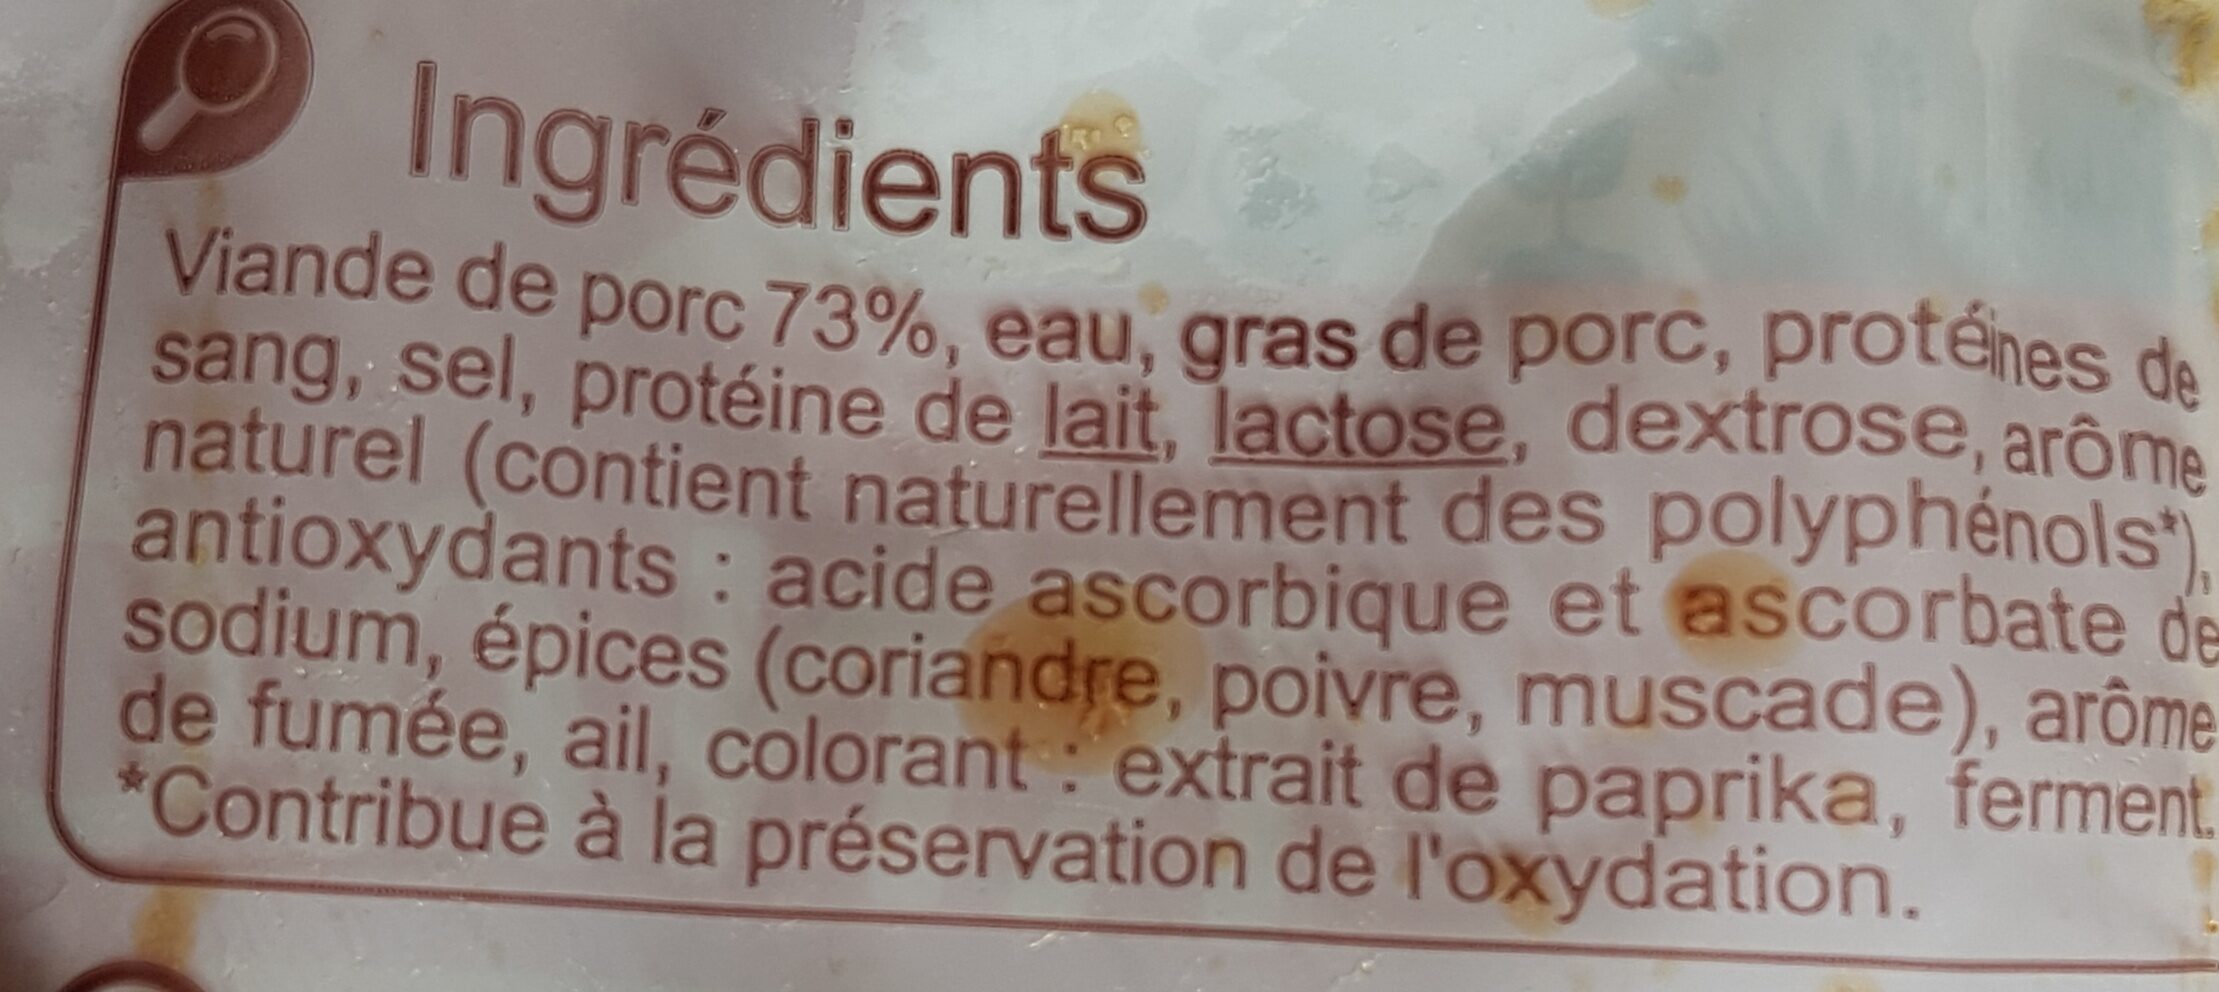 Ingrédients
Viande de porc 73%, eau, gras de porc, protéines de
sang, sel, protéine de lait, lactose, dextrose, arôme
naturel (contient naturellement des polyphénols*),
antioxydants : acide ascorbique et ascorbate de
sodium, épices (coriandre, poivre, muscade), arôme
de fumée, ail, colorant : extrait de paprika, ferment.
*Contribue à la préservation de l'oxydation.